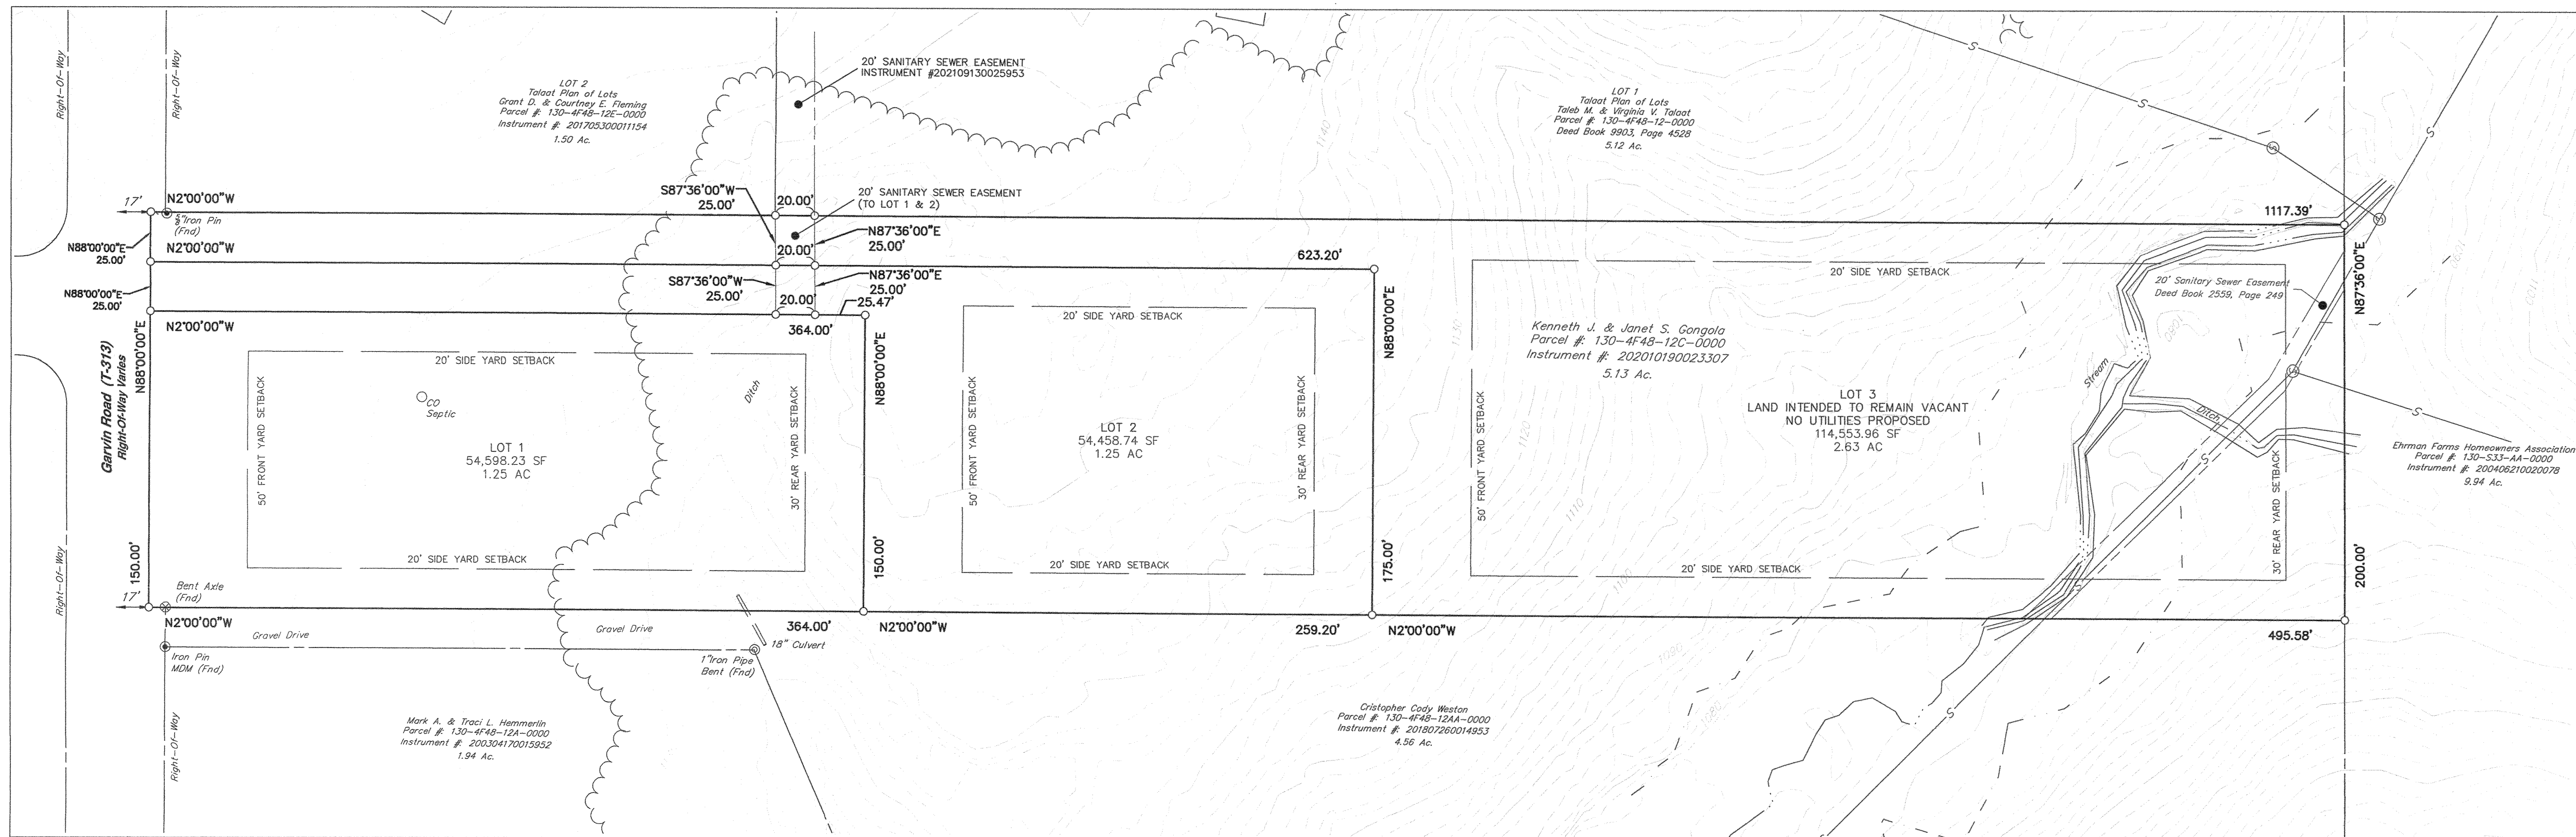 Right-Of-Way
Right-Of-Way
LOT 2
Talaat Plan of Lots
Grant D. & Courtney E. Fleming
Parcel #: 130-4F48-12E-0000
Instrument #: 201705300011154
1.50 Ac.
20' SANITARY SEWER EASEMENT
INSTRUMENT #202109130025953
1140
LOT 1
Talaat Plan of Lots
Taleb M. & Virginia V. Talaat
Parcel #: 130-4F48-12-0000
Deed Book 9903, Page 4528
5.12 Ac.
S
S
S
S
S
17'
N2°00'00"W
5/8"Iron Pin
(Fnd)
S87°36'00"W
25.00'
20.00'
20' SANITARY SEWER EASEMENT
(TO LOT 1 & 2)
1117.39'
N88°00'00"E
25.00'
N2°00'00"W
20.00'
N87°36'00"E
25.00'
623.20'
N88°00'00"E
25.00'
S87°36'00"W
25.00'
N87°36'00"E
25.00'
20.00'
25.47'
N2°00'00"W
364.00'
20' SIDE YARD SETBACK
20' Sanitary Sewer Easement
Deed Book 2559, Page 249
N87°36'00"E
200.00'
Garvin Road (T-313)
Right-Of-Way Varies
N88°00'00"E
150.00'
20' SIDE YARD SETBACK
50' FRONT YARD SETBACK
CO
Septic
LOT 1
54,598.23 SF
1.25 AC
Ditch
30' REAR YARD SETBACK
20' SIDE YARD SETBACK
N88°00'00"E
150.00'
20' SIDE YARD SETBACK
50' FRONT YARD SETBACK
LOT 2
54,458.74 SF
1.25 AC
30' REAR YARD SETBACK
20' SIDE YARD SETBACK
N88°00'00"E
175.00'
1130
1120
1110
1100
1090
1080
1080
50' FRONT YARD SETBACK
Kenneth J. & Janet S. Gongola
Parcel #: 130-4F48-12C-0000
Instrument #: 202010190023307
5.13 Ac.
LOT 3
LAND INTENDED TO REMAIN VACANT
NO UTILITIES PROPOSED
114,553.96 SF
2.63 AC
Stream
Ditch
S
S
S
S
S
30' REAR YARD SETBACK
20' SIDE YARD SETBACK
Ehrman Farms Homeowners Association
Parcel #: 130-S33-AA-0000
Instrument #: 200406210020078
9.94 Ac.
Right-Of-Way
17'
Bent Axle
(Fnd)
N2°00'00"W
364.00'
N2°00'00"W
259.20'
N2°00'00"W
495.58'
Gravel Drive
Gravel Drive
18" Culvert
Iron Pin
MDM (Fnd)
1"Iron Pipe
Bent (Fnd)
Right-Of-Way
Mark A. & Traci L. Hemmerlin
Parcel #: 130-4F48-12A-0000
Instrument #: 200304170015952
1.94 Ac.
Cristopher Cody Weston
Parcel #: 130-4F48-12AA-0000
Instrument #: 201807260014953
4.56 Ac.
S